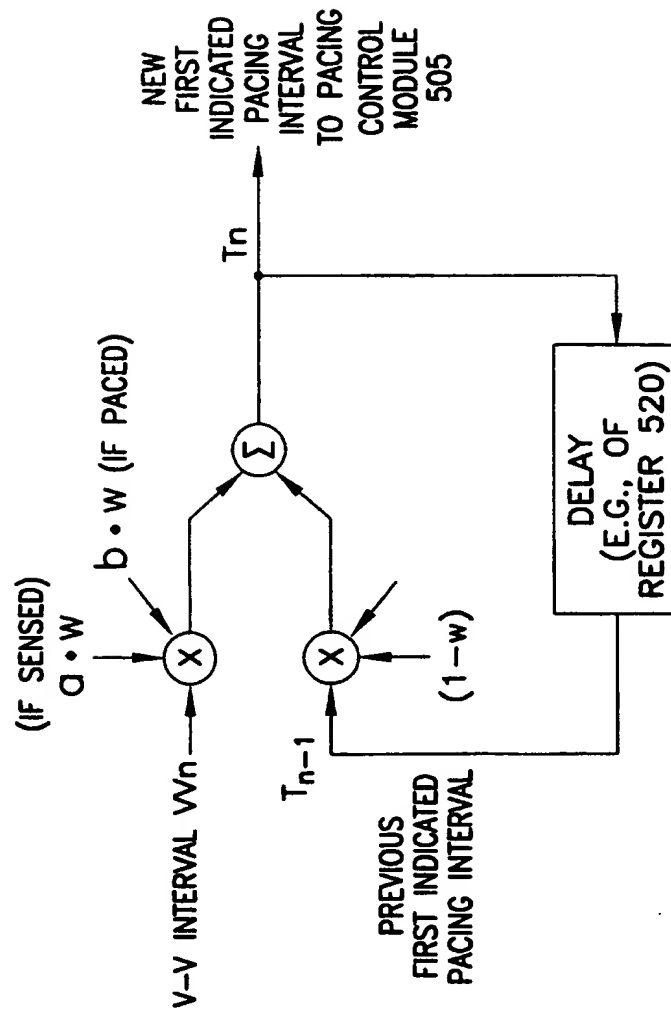 V-V INTERVAL VVn
(IF SENSED)
a • w
b • w (IF PACED)
X
Σ
Tn
NEW
FIRST
INDICATED
PACING
INTERVAL
TO PACING
CONTROL
MODULE
505
Tn-1
X
(1-w)
PREVIOUS
FIRST INDICATED
PACING INTERVAL
DELAY
(E.G., OF
REGISTER 520)